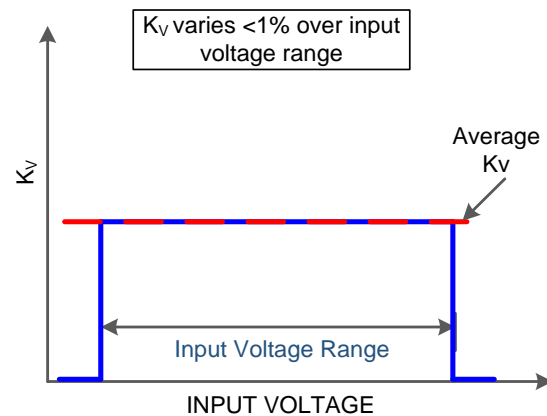 K_V varies <1% over input
voltage range
Average
Kv
K_V
Input Voltage Range
INPUT VOLTAGE